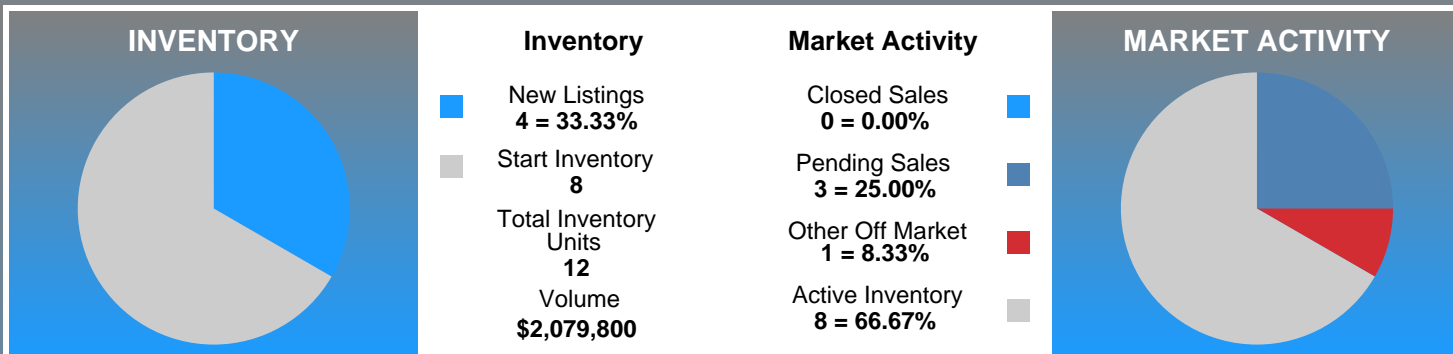 INVENTORY
Inventory
New Listings
4 = 33.33%
Start Inventory
8
Total Inventory
Units
12
Volume
$2,079,800
Market Activity
Closed Sales
0 = 0.00%
Pending Sales
3 = 25.00%
Other Off Market
1 = 8.33%
Active Inventory
8 = 66.67%
MARKET ACTIVITY